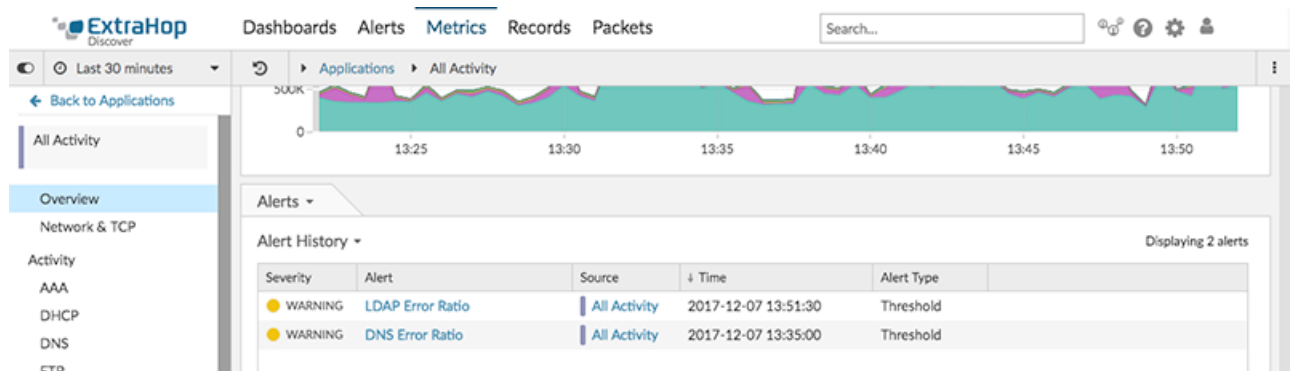 ExtraHop
Discover
Dashboards Alerts Metrics Records Packets
Search...
Last 30 minutes
Applications All Activity
Back to Applications
500K
0
13:25 13:30 13:35 13:40 13:45 13:50
All Activity
Overview
Network & TCP
Activity
AAA
DHCP
DNS
FTP
Alerts
Alert History
Displaying 2 alerts
Severity Alert Source ↓ Time Alert Type
WARNING LDAP Error Ratio All Activity 2017-12-07 13:51:30 Threshold
WARNING DNS Error Ratio All Activity 2017-12-07 13:35:00 Threshold